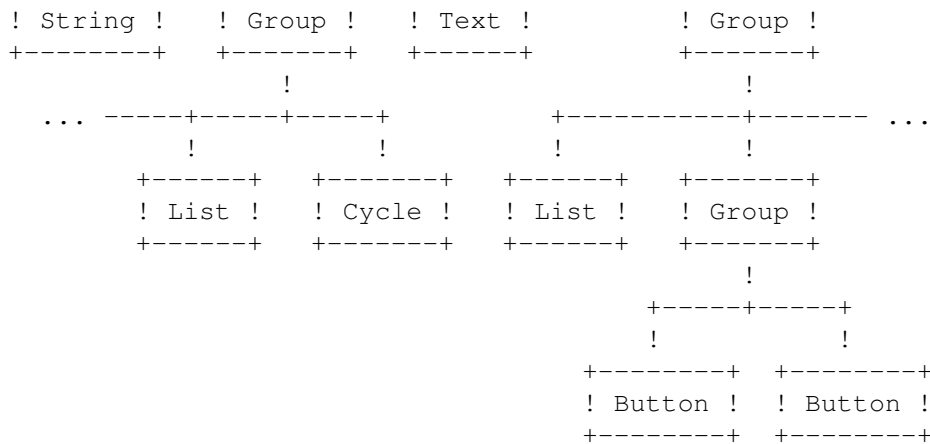 ! String !   ! Group !   ! Text !         ! Group !
+--------+   +-------+   +------+         +-------+
                 !                            !
  ... -----+-----+-----+          +-----------+------- ...
           !           !          !           !
        +------+   +-------+   +------+   +-------+
        ! List !   ! Cycle !   ! List !   ! Group !
        +------+   +-------+   +------+   +-------+
                                              !
                                        +-----+-----+
                                        !           !
                                    +--------+  +--------+
                                    ! Button !  ! Button !
                                    +--------+  +--------+